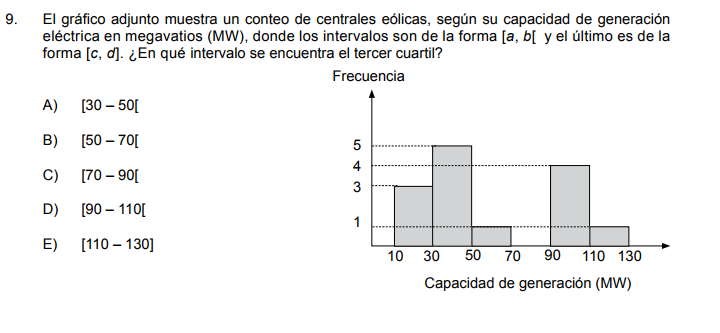 9. El gráfico adjunto muestra un conteo de centrales eólicas, según su capacidad de generación
eléctrica en megavatios (MW), donde los intervalos son de la forma [a, b[ y el último es de la
forma [c, d]. ¿En qué intervalo se encuentra el tercer cuartil?
Frecuencia
A) [30 – 50[
B) [50 – 70[
C) [70 – 90[
D) [90 – 110[
E) [110 – 130]
5
4
3
1
10 30 50 70 90 110 130
Capacidad de generación (MW)